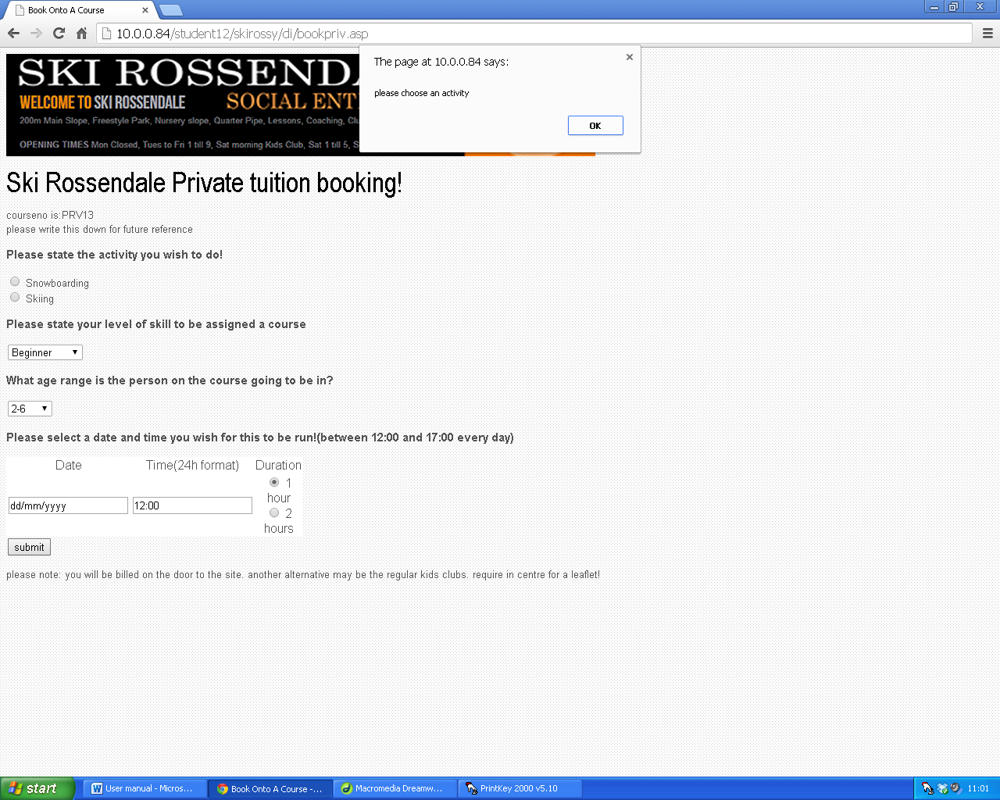 Book Onto A Course
10.0.0.84/student12/skirossy/di/bookpriv.asp
The page at 10.0.0.84 says:
please choose an activity
OK
SKI ROSSENDA
WELCOME TO SKI ROSSENDALE
SOCIAL ENT
200m Main Slope, Freestyle Park, Nursery slope, Quarter Pipe, Lessons, Coaching, Clu
OPENING TIMES Mon Closed, Tues to Fri 1 till 9, Sat morning Kids Club, Sat 1 till 5, S
Ski Rossendale Private tuition booking!
courseno is:PRV13
please write this down for future reference
Please state the activity you wish to do!
Snowboarding
Skiing
Please state your level of skill to be assigned a course
Beginner
What age range is the person on the course going to be in?
2-6
Please select a date and time you wish for this to be run!(between 12:00 and 17:00 every day)
Date Time(24h format) Duration
1
hour
dd/mm/yyyy 12:00
2
hours
submit
please note: you will be billed on the door to the site. another alternative may be the regular kids clubs. require in centre for a leaflet!
start User manual - Micros... Book Onto A Course -... Macromedia Dreamw... PrintKey 2000 v5.10 11:01